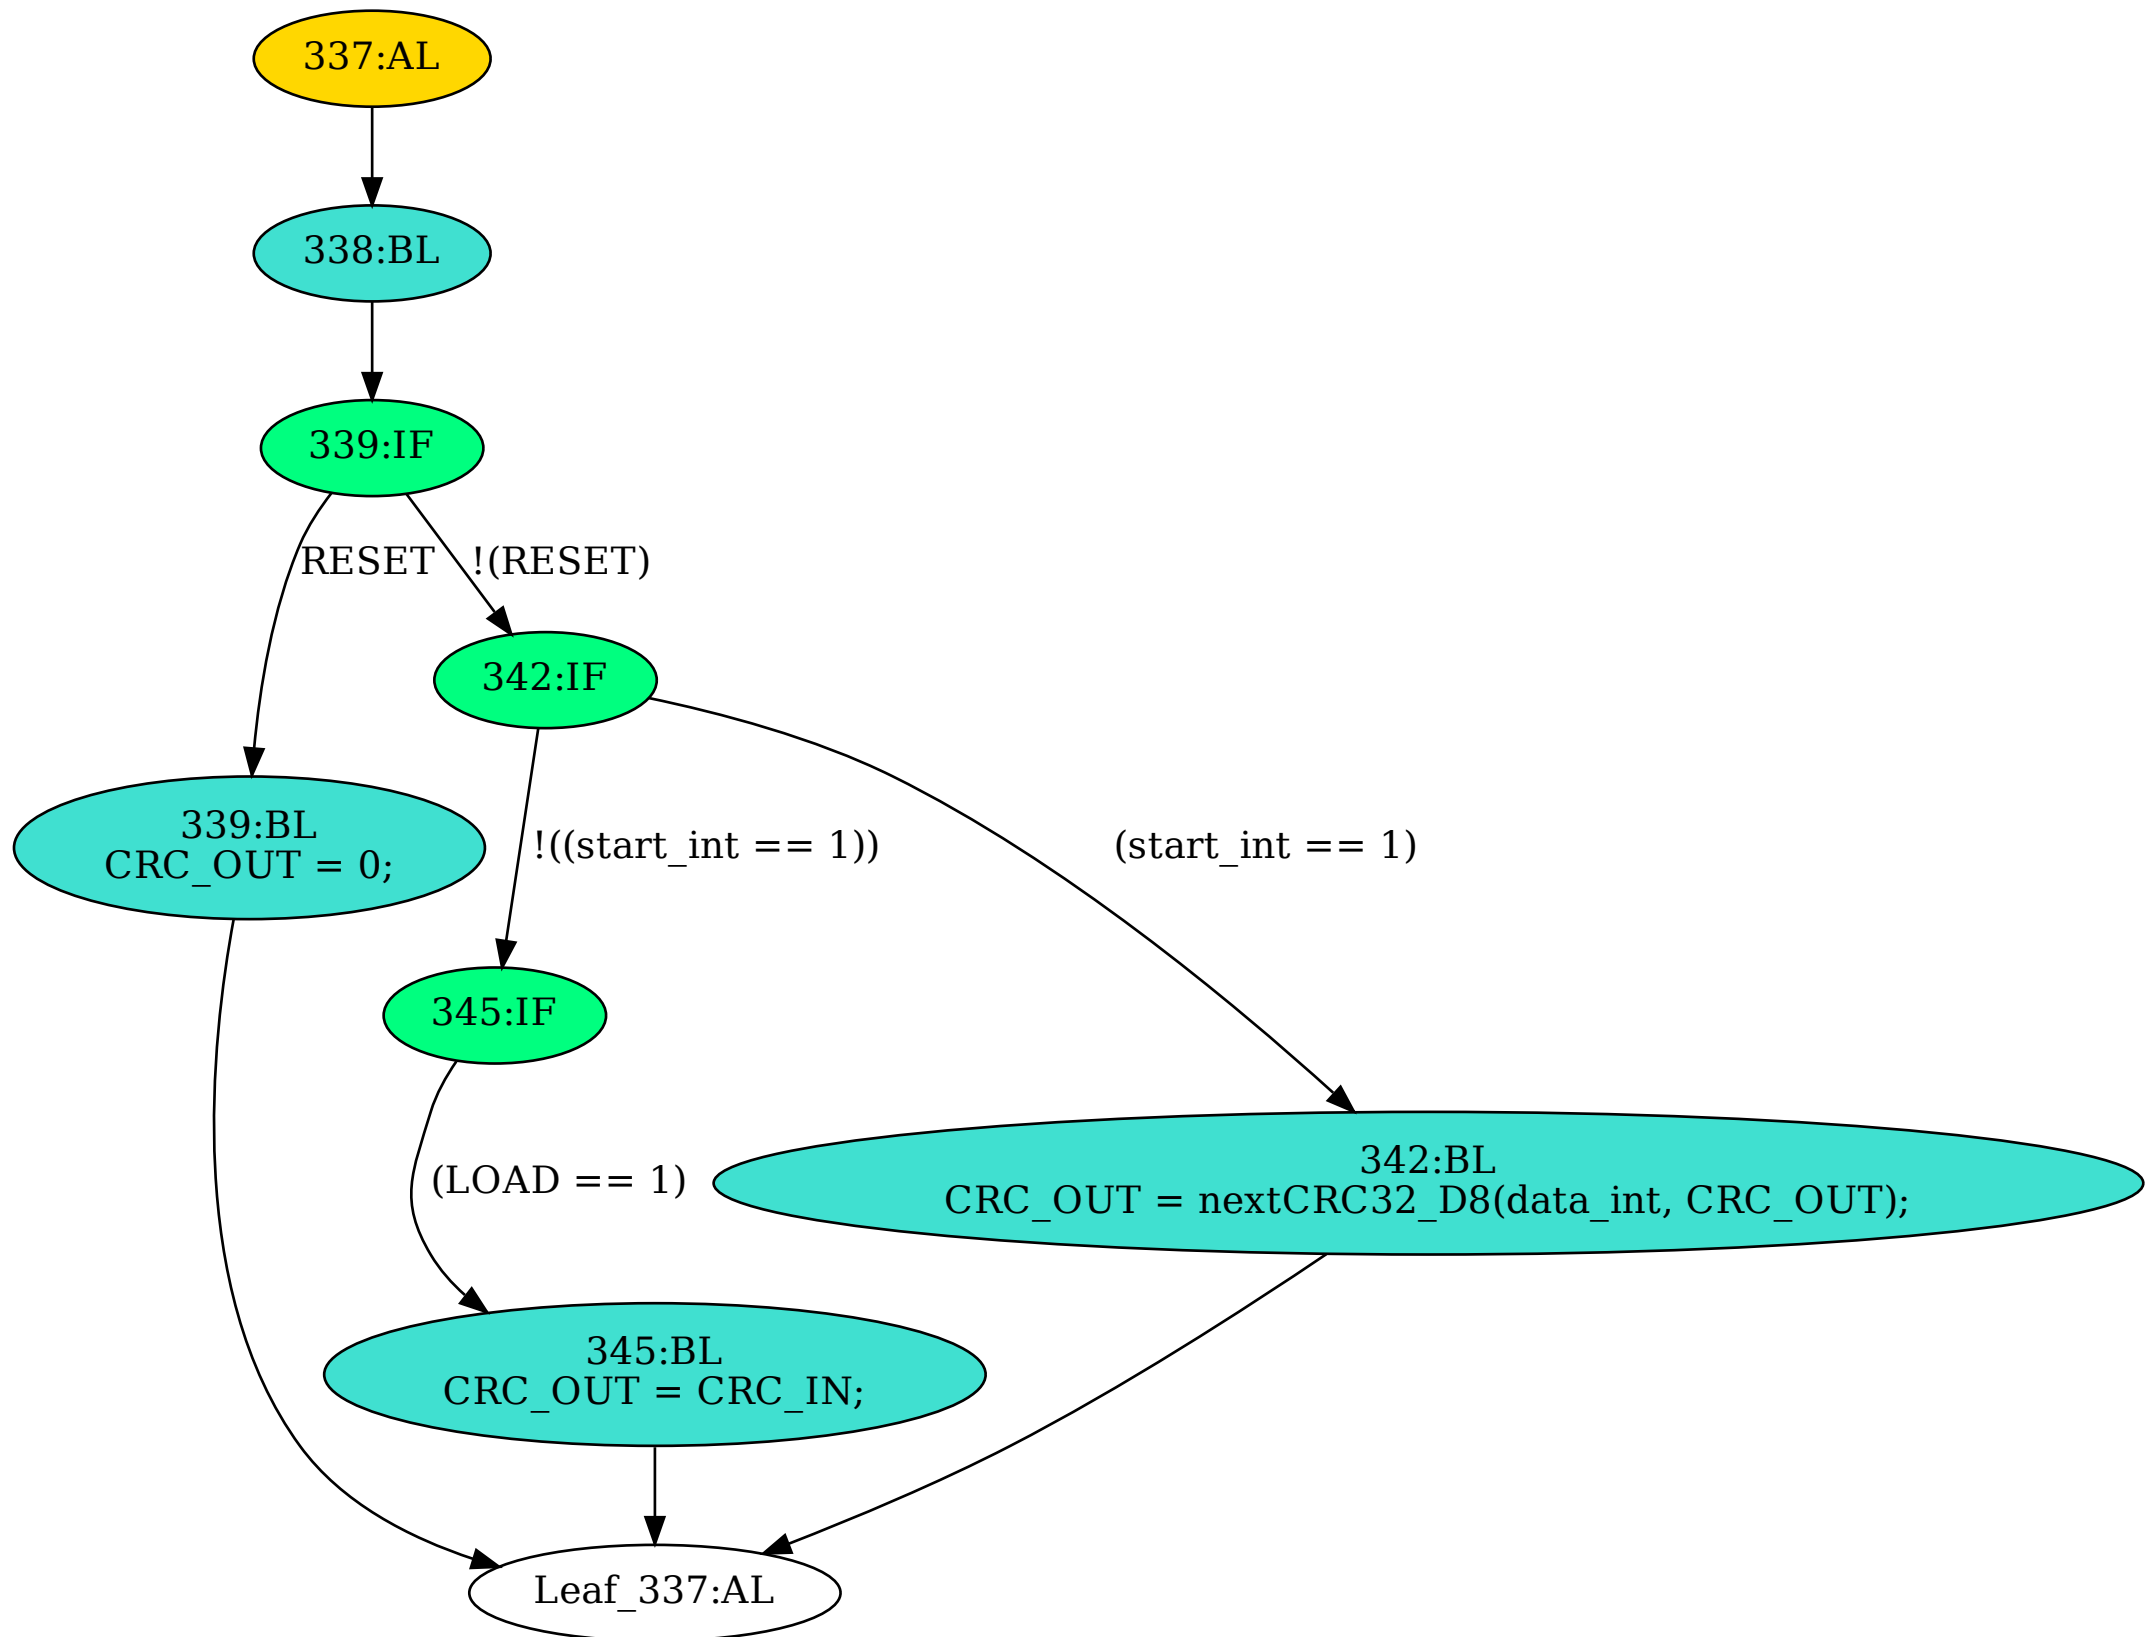 337:AL
338:BL
339:IF
RESET
!(RESET)
342:IF
339:BL
CRC_OUT = 0;
!((start_int == 1))
(start_int == 1)
345:IF
(LOAD == 1)
342:BL
CRC_OUT = nextCRC32_D8(data_int, CRC_OUT);
345:BL
CRC_OUT = CRC_IN;
Leaf_337:AL